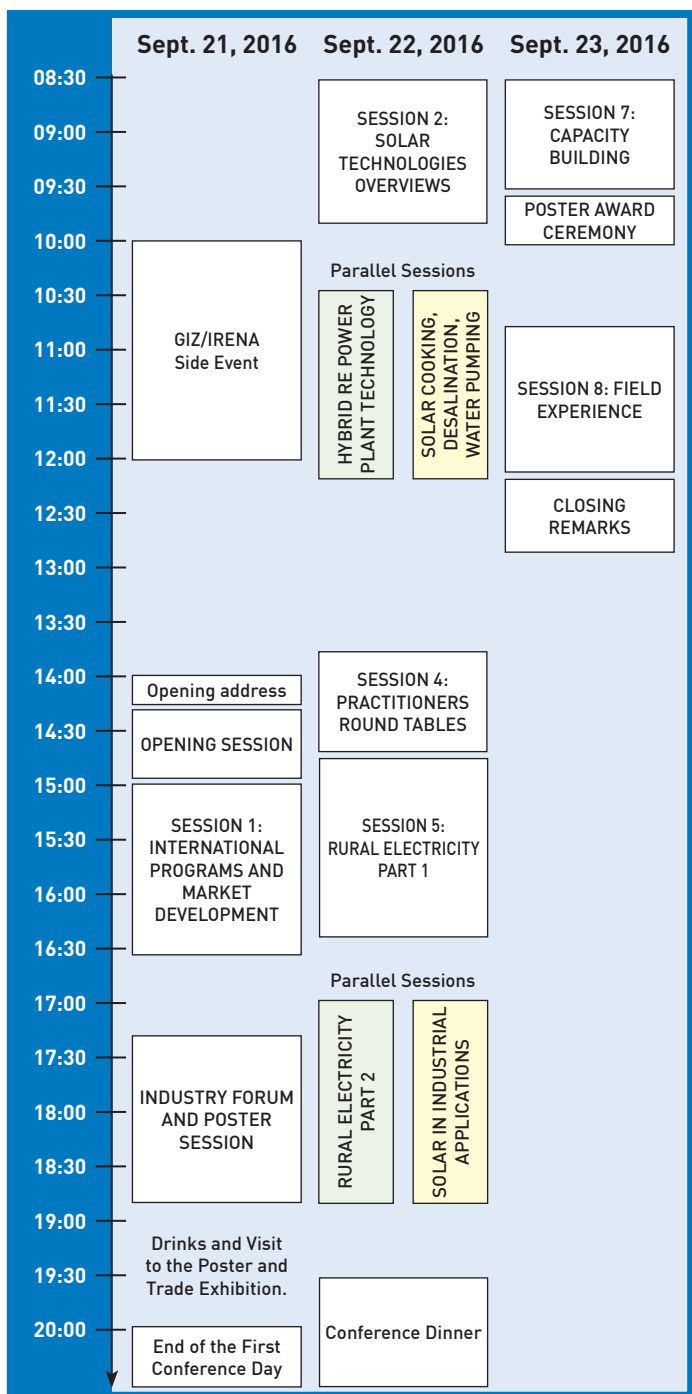 Sept. 21, 2016
Sept. 22, 2016
Sept. 23, 2016
08:30
09:00
09:30
10:00
10:30
11:00
11:30
12:00
12:30
13:00
13:30
14:00
14:30
15:00
15:30
16:00
16:30
17:00
17:30
18:00
18:30
19:00
19:30
20:00
GIZ/IRENA
Side Event
Opening address
OPENING SESSION
SESSION 1:
INTERNATIONAL
PROGRAMS AND
MARKET
DEVELOPMENT
INDUSTRY FORUM
AND POSTER
SESSION
Drinks and Visit
to the Poster and
Trade Exhibition.
End of the First
Conference Day
SESSION 2:
SOLAR
TECHNOLOGIES
OVERVIEWS
Parallel Sessions
HYBRID RE POWER
PLANT TECHNOLOGY
SOLAR COOKING,
DESALINATION,
WATER PUMPING
SESSION 4:
PRACTITIONERS
ROUND TABLES
SESSION 5:
RURAL ELECTRICITY
PART 1
Parallel Sessions
RURAL ELECTRICITY
PART 2
SOLAR IN INDUSTRIAL
APPLICATIONS
Conference Dinner
SESSION 7:
CAPACITY
BUILDING
POSTER AWARD
CEREMONY
SESSION 8: FIELD
EXPERIENCE
CLOSING
REMARKS